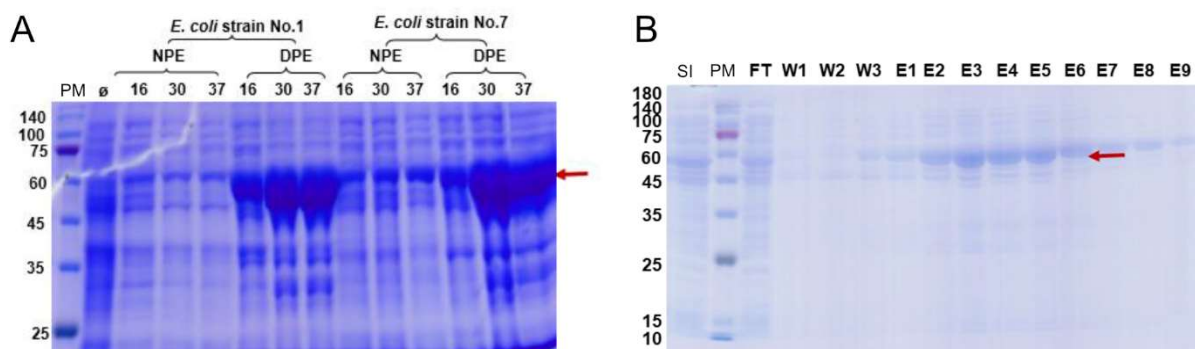 A
E. coli strain No.1
E. coli strain No.7
NPE
DPE
NPE
DPE
PM ø 16 30 37 16 30 37 16 30 37 16 30 37
140
100
75
60
45
35
25
B
SI PM FT W1 W2 W3 E1 E2 E3 E4 E5 E6 E7 E8 E9
180
140
100
75
60
45
35
25
15
10